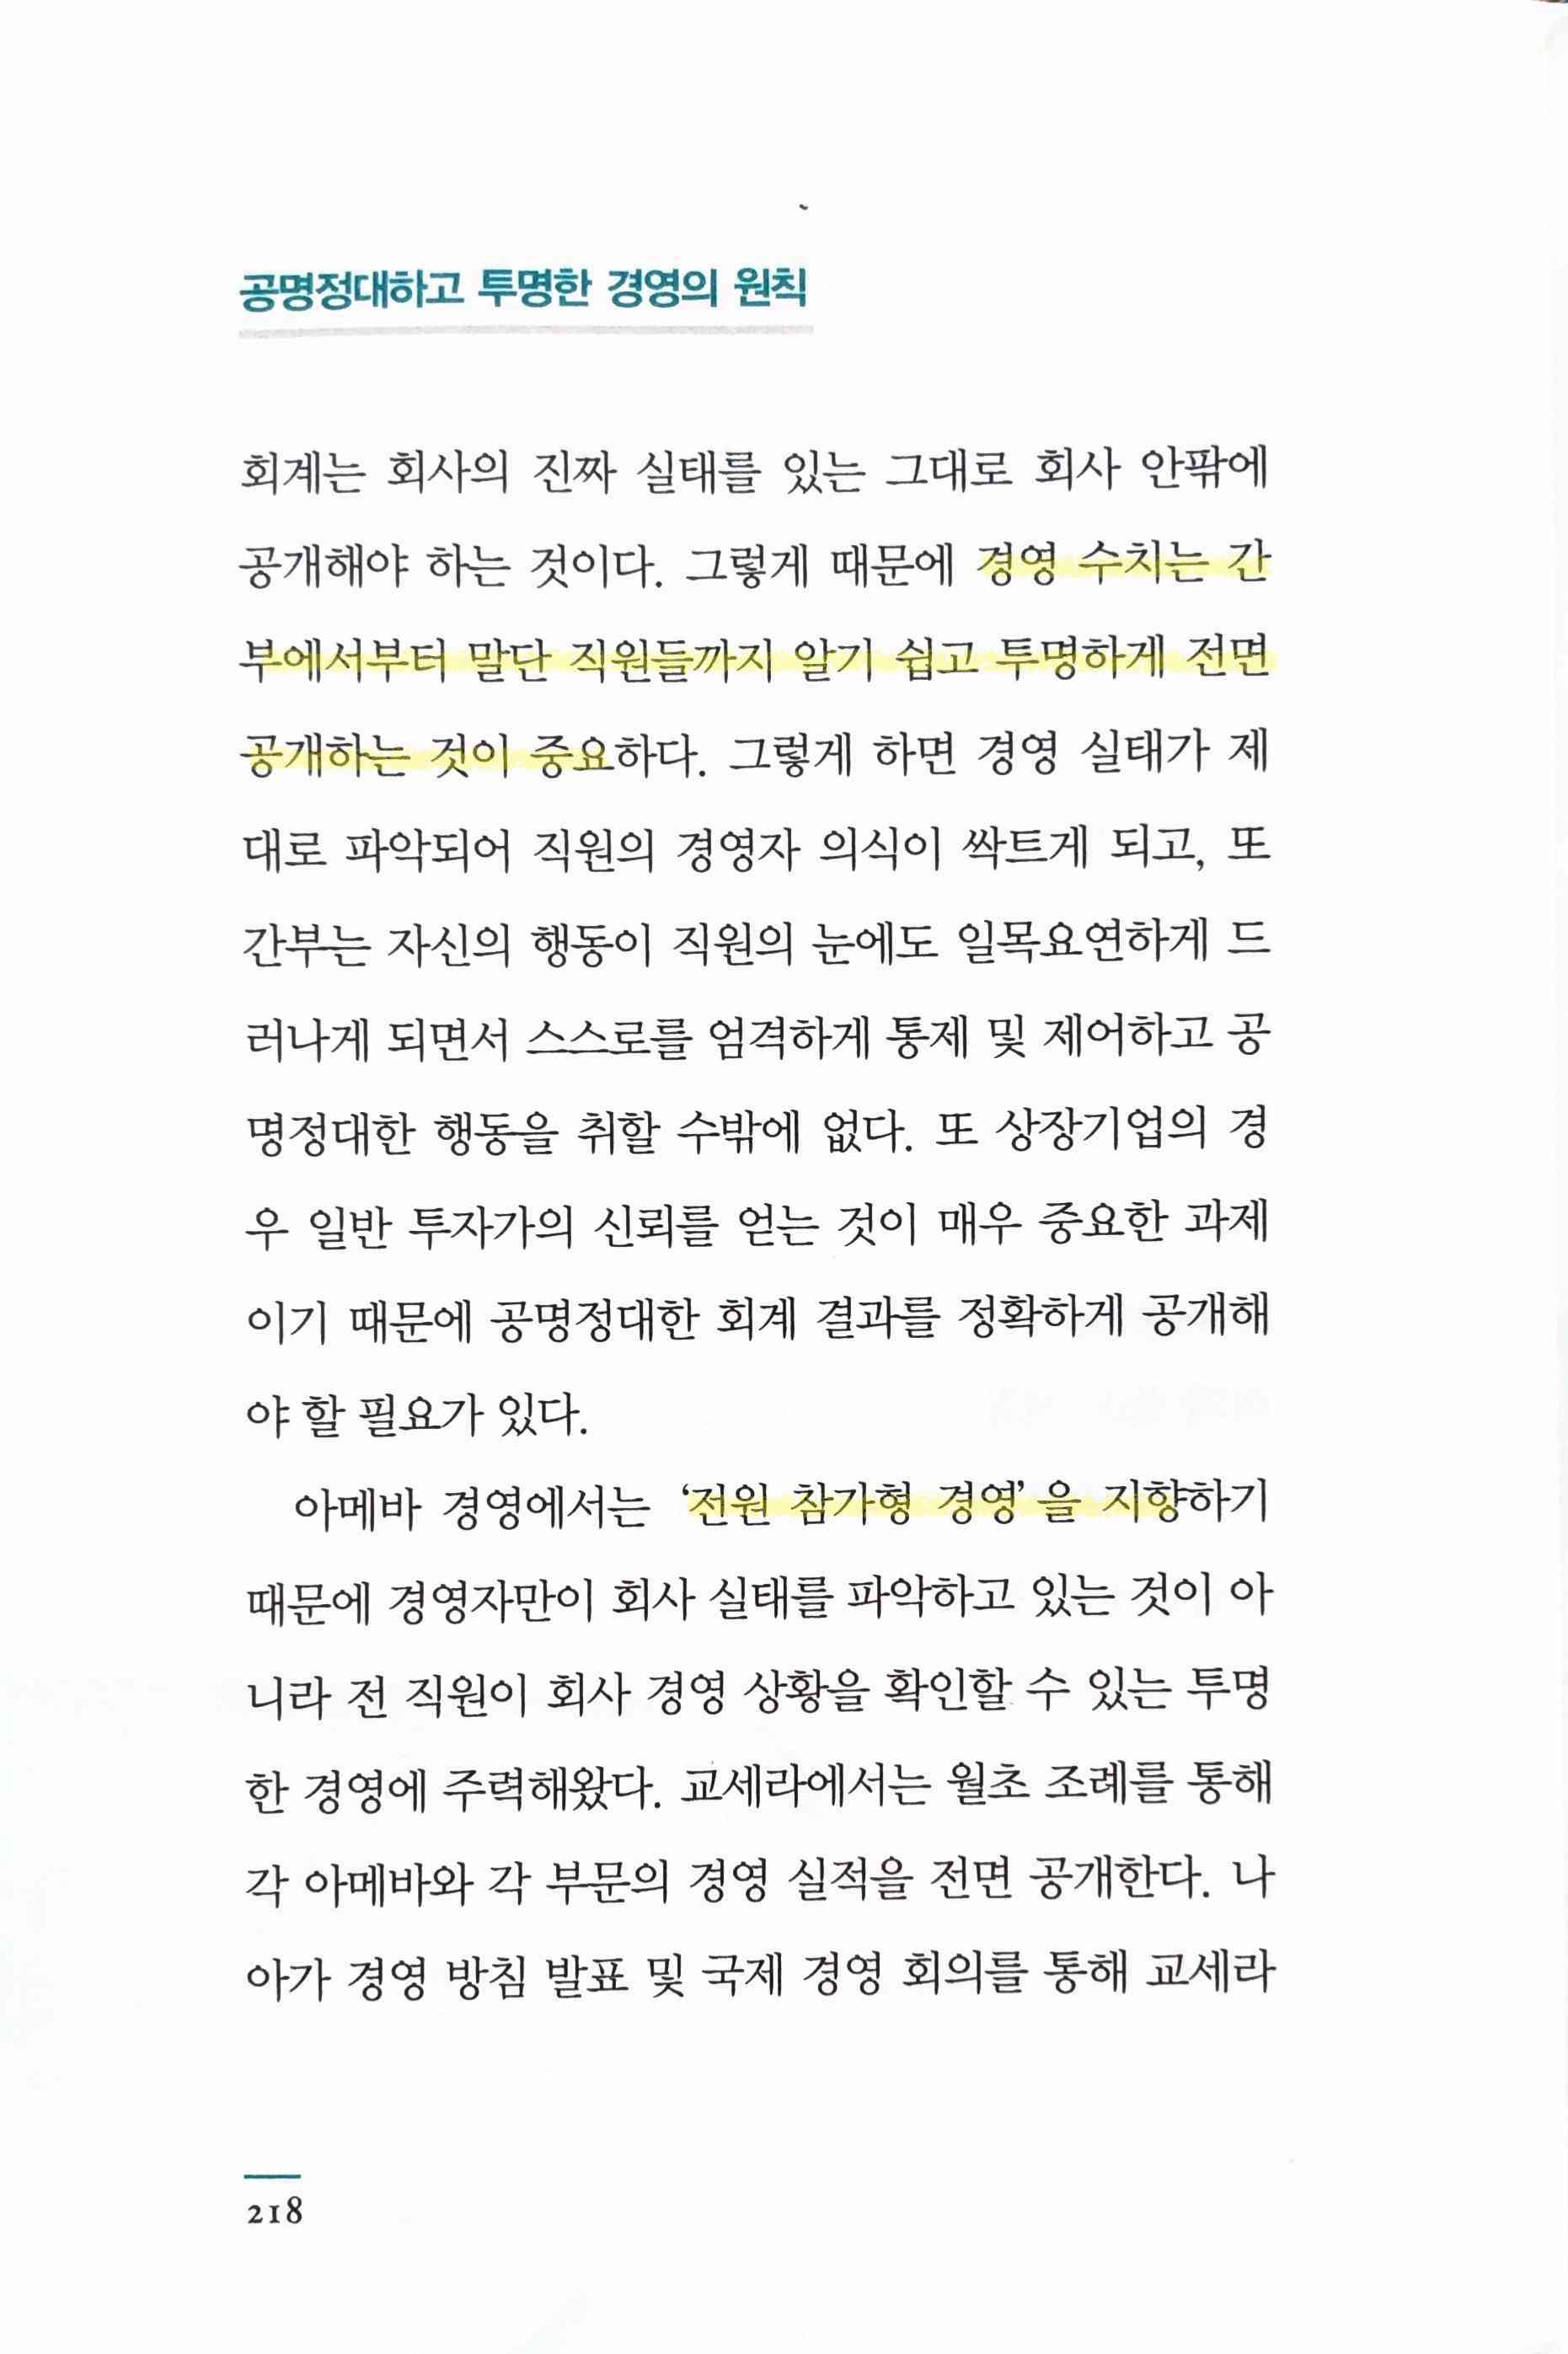 공명정대하고 투명한 경영의 원칙
회계는 회사의 진짜 실태를 있는 그대로 회사 안팎에
공개해야 하는 것이다. 그렇게 때문에 경영 수치는 간
부에서부터 말단 직원들까지 알기 쉽고 투명하게 전면
공개하는 것이 중요하다. 그렇게 하면 경영 실태가 제
대로 파악되어 직원의 경영자 의식이 싹트게 되고, 또
간부는 자신의 행동이 직원의 눈에도 일목요연하게 드
러나게 되면서 스스로를 엄격하게 통제 및 제어하고 공
명정대한 행동을 취할 수밖에 없다. 또 상장기업의 경
우 일반 투자가의 신뢰를 얻는 것이 매우 중요한 과제
이기 때문에 공명정대한 회계 결과를 정확하게 공개해
야 할 필요가 있다.
아메바 경영에서는 ‘전원 참가형 경영’을 지향하기
때문에 경영자만이 회사 실태를 파악하고 있는 것이 아
니라 전 직원이 회사 경영 상황을 확인할 수 있는 투명
한 경영에 주력해왔다. 교세라에서는 월초 조례를 통해
각 아메바와 각 부문의 경영 실적을 전면 공개한다. 나
아가 경영 방침 발표 및 국제 경영 회의를 통해 교세라
218